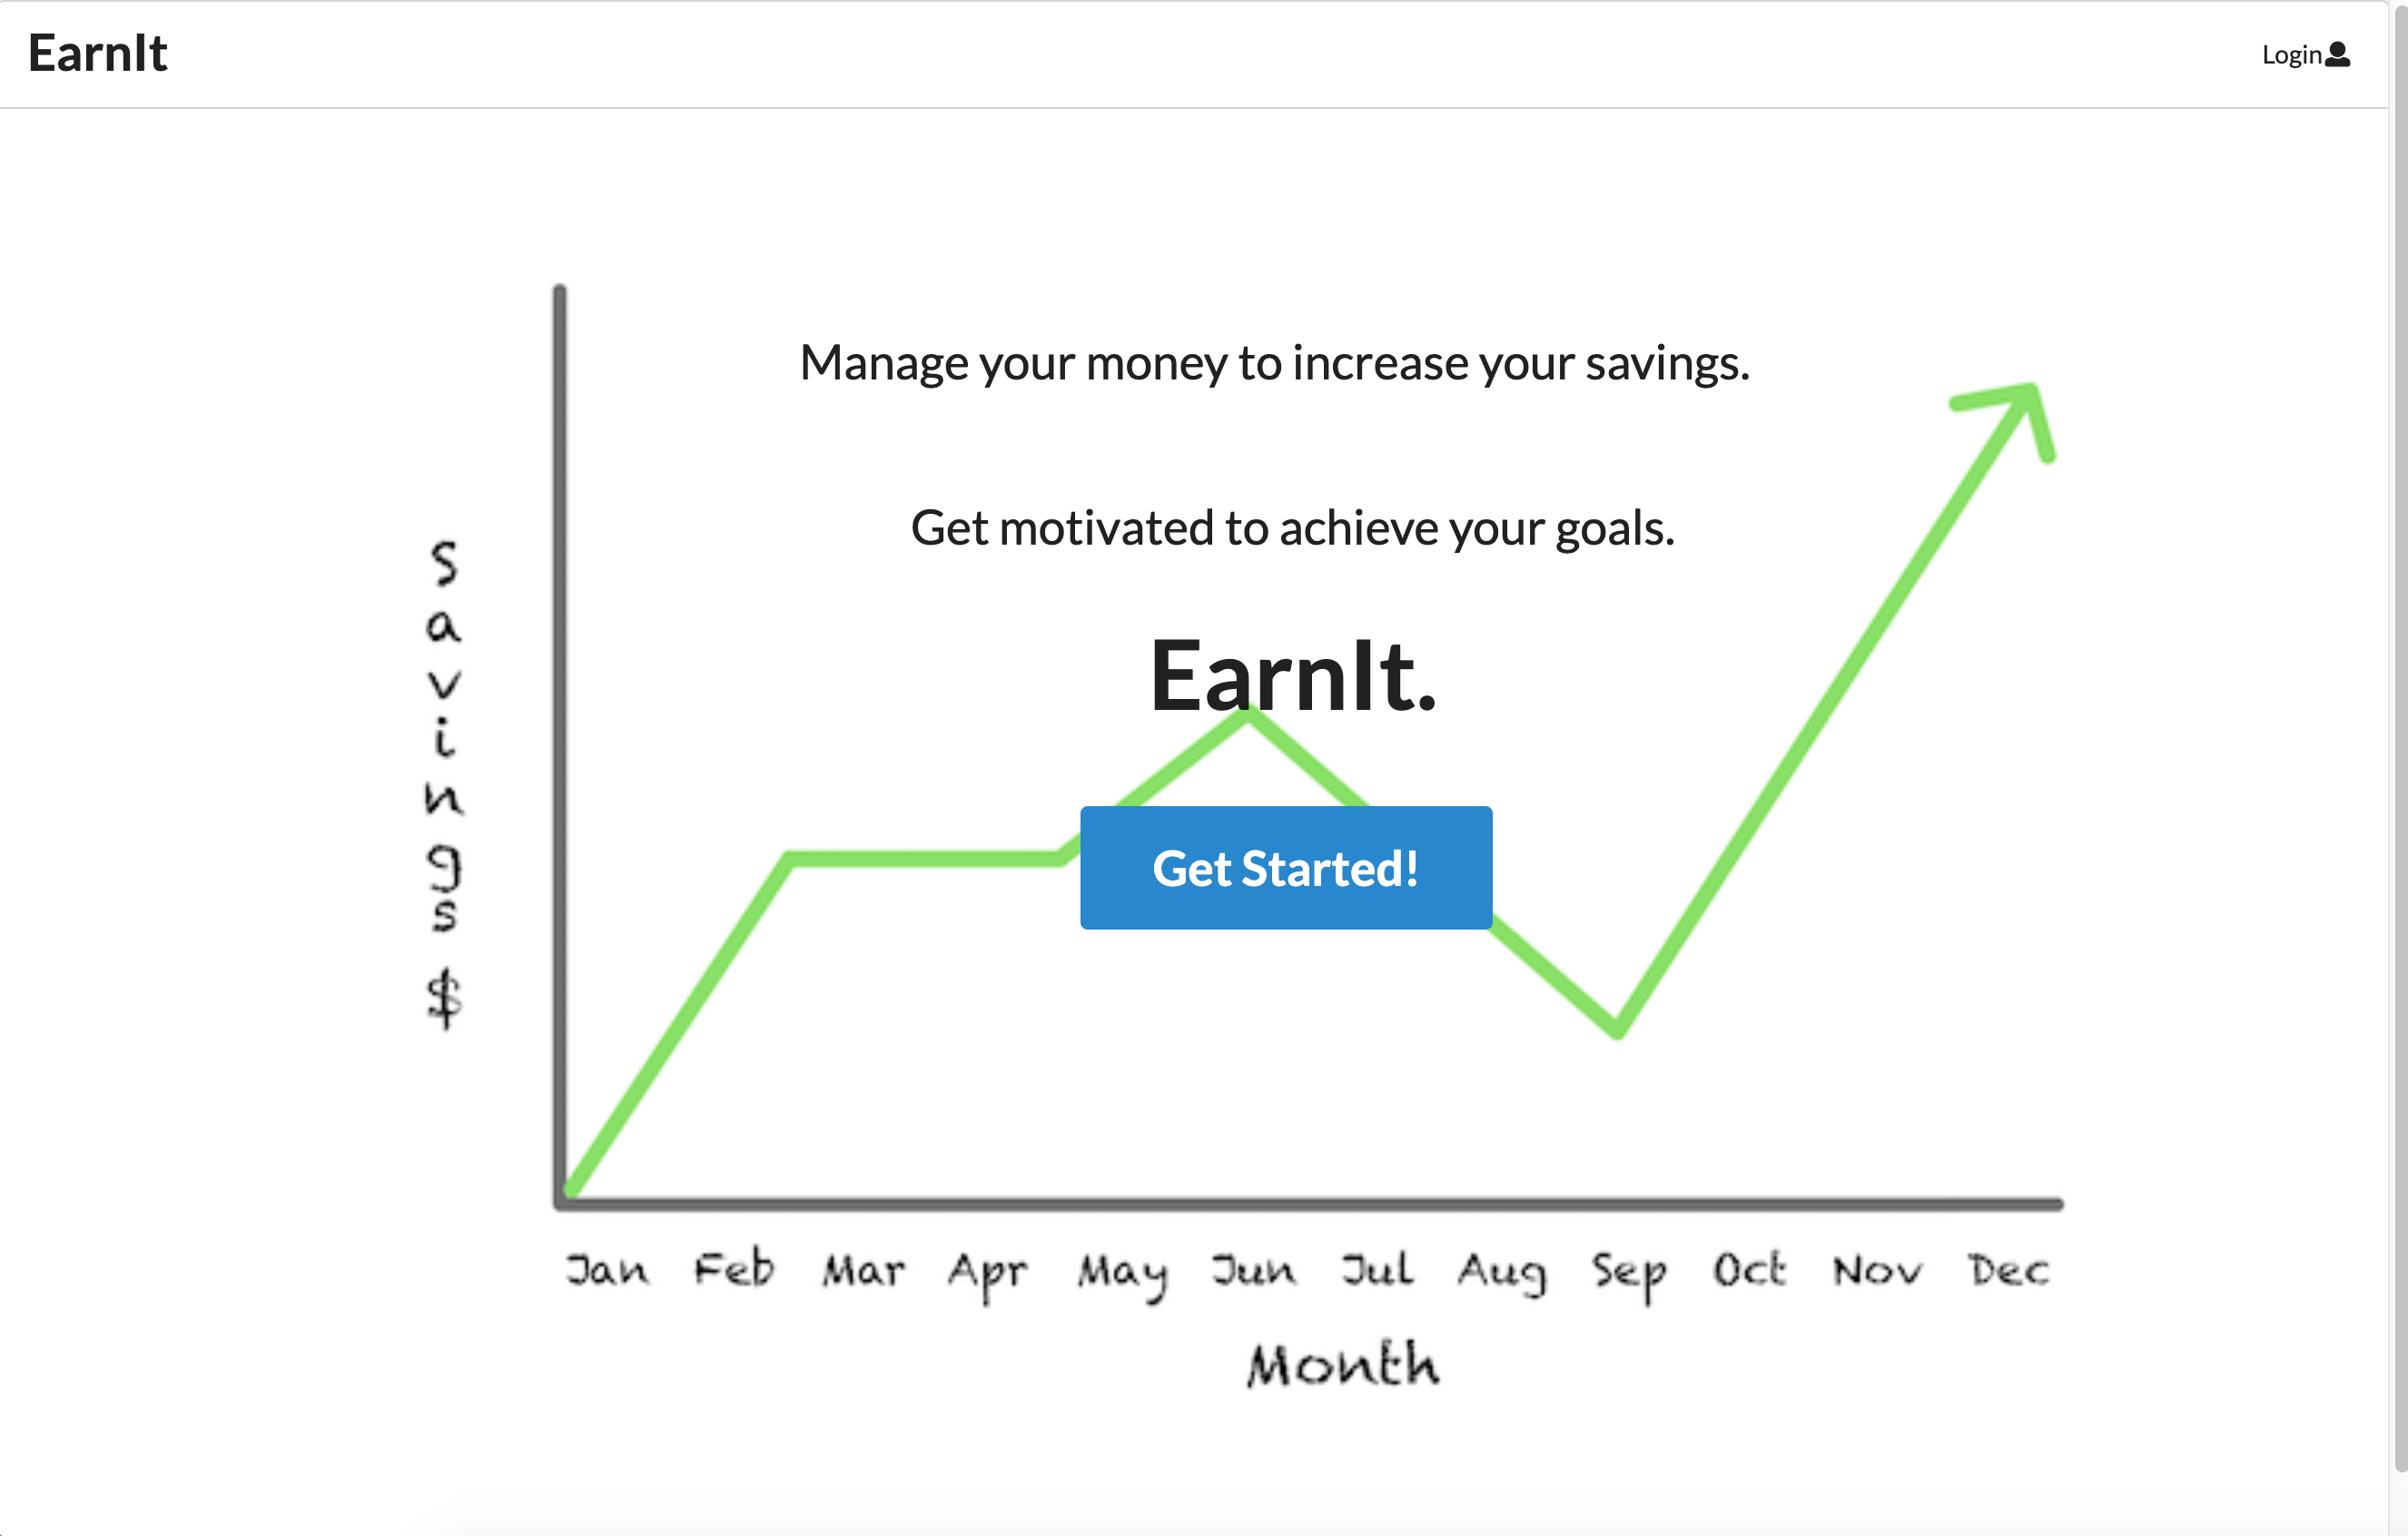 EarnIt
Login
Manage your money to increase your savings.
Get motivated to achieve your goals.
EarnIt.
Get Started!
Savings $
Jan Feb Mar Apr May Jun Jul Aug Sep Oct Nov Dec
Month